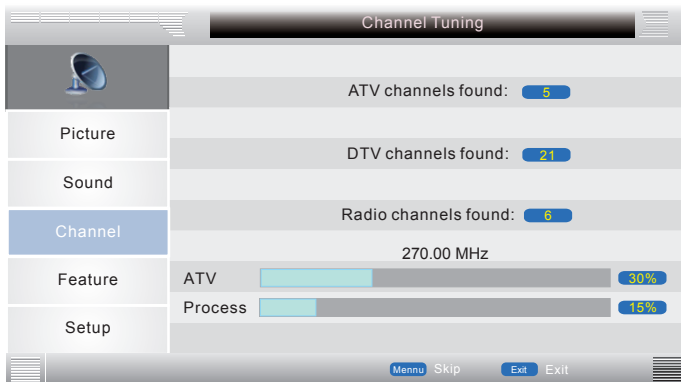 Channel Tuning
ATV channels found: 5
Picture
DTV channels found: 21
Sound
Radio channels found: 6
Channel
270.00 MHz
Feature
ATV 30%
Process 15%
Setup
Mennu Skip Exit Exit